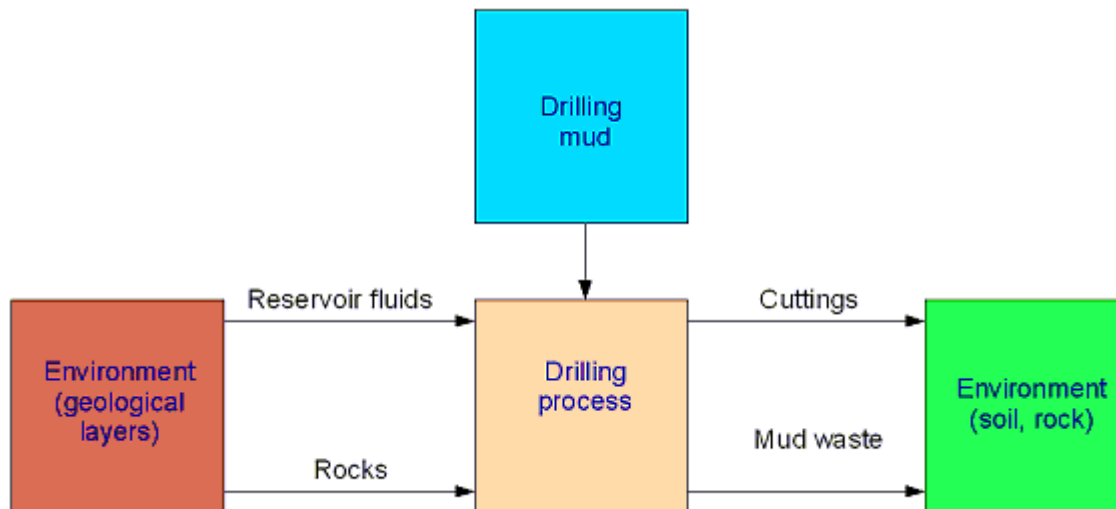 Drilling
mud
Reservoir fluids
Cuttings
Environment
(geological
layers)
Drilling
process
Environment
(soil, rock)
Rocks
Mud waste